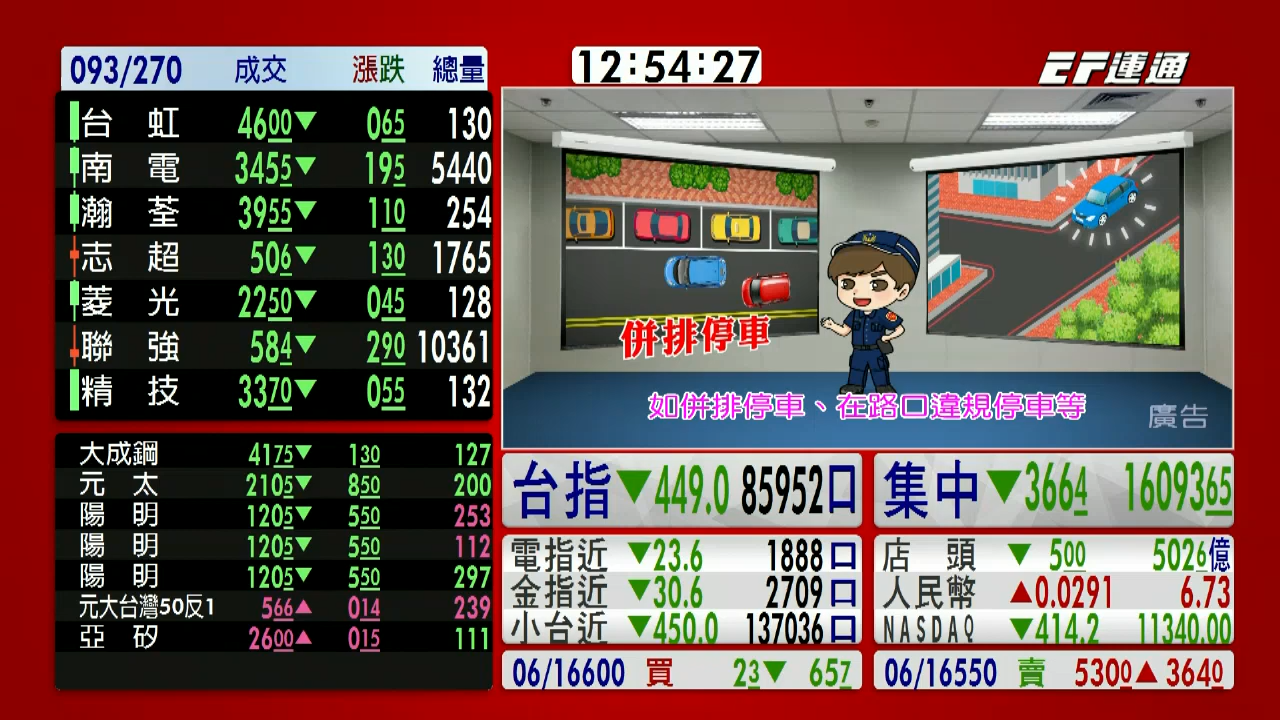 093/270 成交 漲跌 總量
台虹 4600▼ 065 130
南電 3455▼ 195 5440
瀚荃 3955▼ 110 254
志超 506▼ 130 1765
菱光 2250▼ 045 128
聯強 584▼ 290 10361
精技 3370▼ 055 132
大成鋼 4175▼ 130 127
元太 2105▼ 850 200
陽明 1205▼ 550 253
陽明 1205▼ 550 112
陽明 1205▼ 550 297
元大台灣50反1 566▲ 014 239
亞矽 2600▲ 015 111
12:54:27
EF運通
併排停車
如併排停車、在路口違規停車等
廣告
台指▼449.0 85952口
集中▼3664 1609365
電指近 ▼23.6 1888口
金指近 ▼30.6 2709口
小台近 ▼450.0 137036口
店頭 ▼ 500 5026億
人民幣 ▲0.0291 6.73
NASDAQ ▼414.2 11340.00
06/16600 買 23▼ 657
06/16550 賣 5300▲ 3640